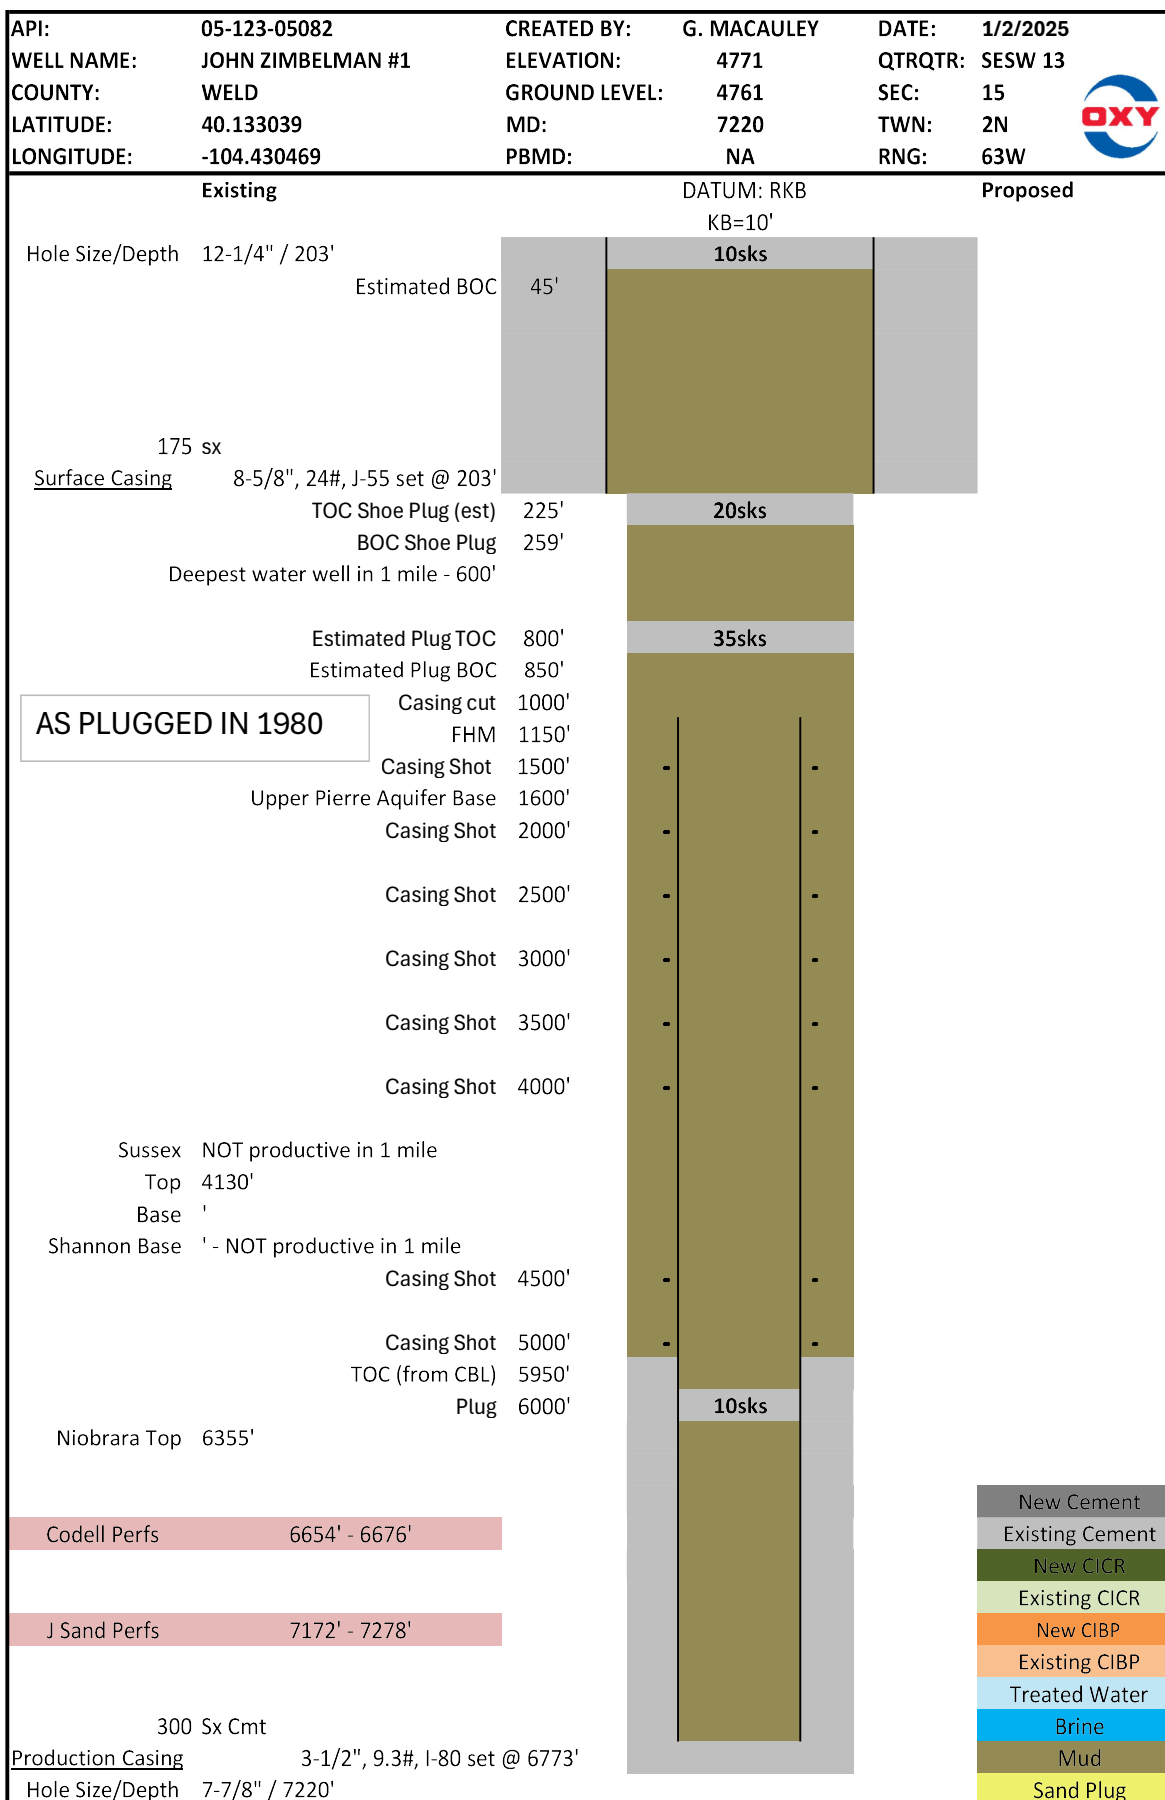 API: 05-123-05082 CREATED BY: G. MACAULEY DATE: 1/2/2025
WELL NAME: JOHN ZIMBELMAN #1 ELEVATION: 4771 QTRQTR: SESW 13
COUNTY: WELD GROUND LEVEL: 4761 SEC: 15
LATITUDE: 40.133039 MD: 7220 TWN: 2N
LONGITUDE: -104.430469 PBMD: NA RNG: 63W
OXY
Existing DATUM: RKB Proposed
KB=10'
Hole Size/Depth 12-1/4" / 203' 10sks
Estimated BOC 45'
175 sx
Surface Casing 8-5/8", 24#, J-55 set @ 203'
TOC Shoe Plug (est) 225' 20sks
BOC Shoe Plug 259'
Deepest water well in 1 mile - 600'
Estimated Plug TOC 800' 35sks
Estimated Plug BOC 850'
Casing cut 1000'
AS PLUGGED IN 1980
FHM 1150'
Casing Shot 1500'
Upper Pierre Aquifer Base 1600'
Casing Shot 2000'
Casing Shot 2500'
Casing Shot 3000'
Casing Shot 3500'
Casing Shot 4000'
Sussex NOT productive in 1 mile
Top 4130'
Base '
Shannon Base ' - NOT productive in 1 mile
Casing Shot 4500'
Casing Shot 5000'
TOC (from CBL) 5950'
Plug 6000' 10sks
Niobrara Top 6355'
New Cement
Codell Perfs 6654' - 6676' Existing Cement
New CICR
Existing CICR
J Sand Perfs 7172' - 7278' New CIBP
Existing CIBP
Treated Water
300 Sx Cmt Brine
Production Casing 3-1/2", 9.3#, I-80 set @ 6773' Mud
Hole Size/Depth 7-7/8" / 7220' Sand Plug